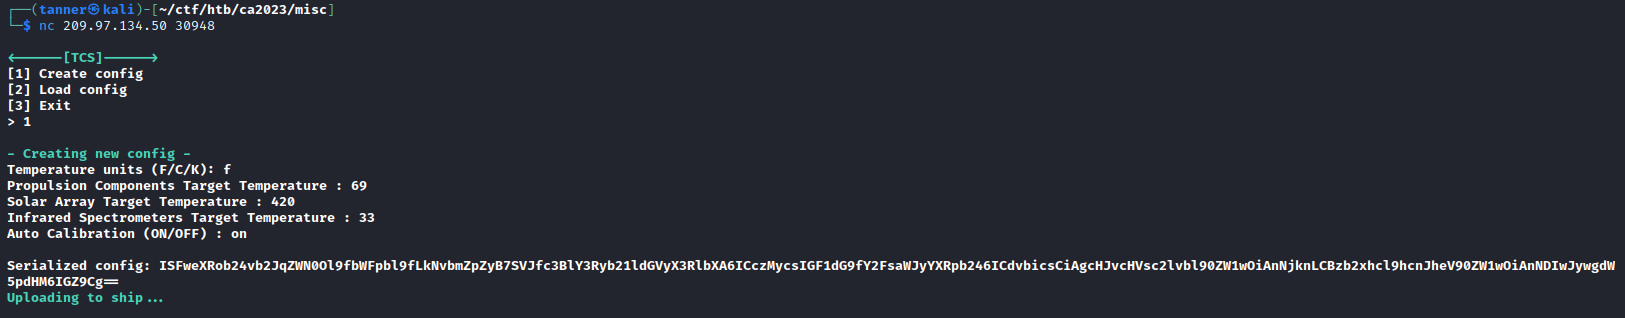 ┌──(tanner㉿kali)-[~/ctf/htb/ca2023/misc]
└─$ nc 209.97.134.50 30948
<------[TCS]------>
[1] Create config
[2] Load config
[3] Exit
> 1
- Creating new config -
Temperature units (F/C/K): f
Propulsion Components Target Temperature : 69
Solar Array Target Temperature : 420
Infrared Spectrometers Target Temperature : 33
Auto Calibration (ON/OFF) : on
Serialized config: ISFweXRob24vb2JqZWN0Ol9fbWFpbl9fLkNvbmZpZyB7SVJfc3BlY3Ryb21ldGVyX3RlbXA6ICczMycsIGF1dG9fY2FsaWJyYXRpb246ICdvbicsCiAgcHJvcHVsc2lvbl90ZW1wOiAnNjknLCBzb2xhcl9hcnJheV90ZW1wOiAnNDIwJywgdW
5pdHM6IGZ9Cg==
Uploading to ship...